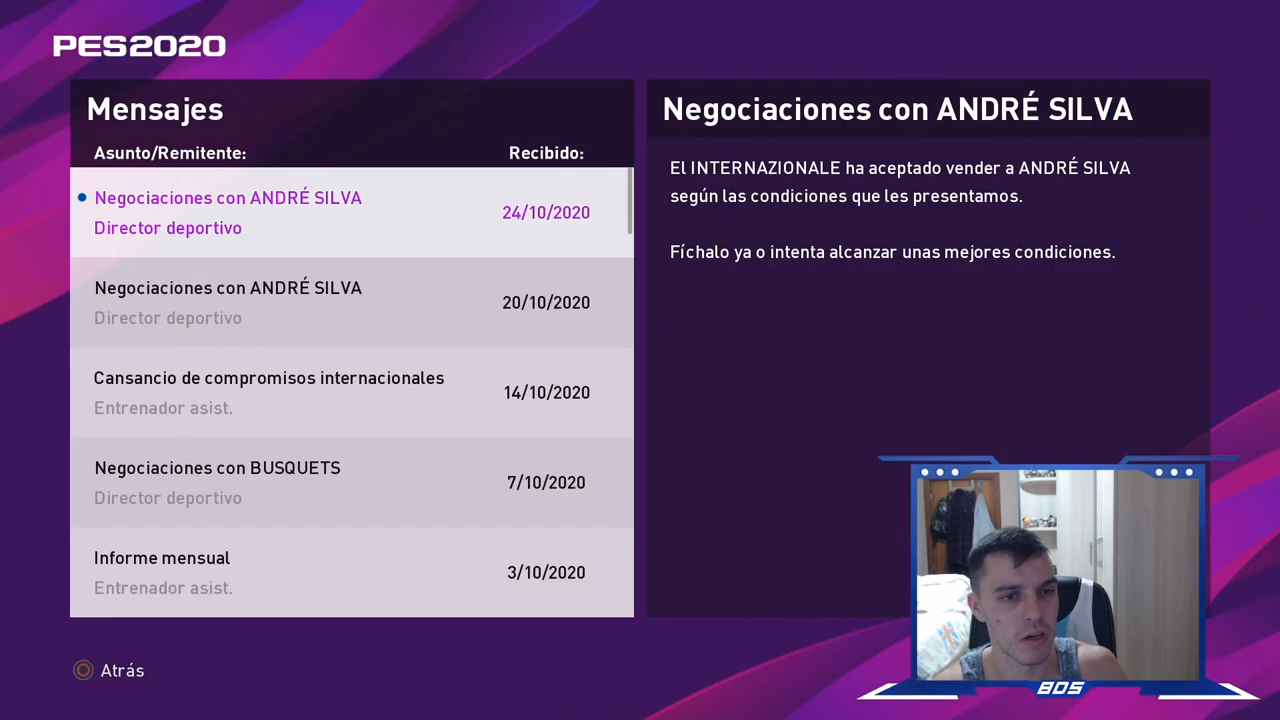 PES2020
Mensajes
Asunto/Remitente:
Recibido:
Negociaciones con ANDRÉ SILVA
Director deportivo
24/10/2020
Negociaciones con ANDRÉ SILVA
Director deportivo
20/10/2020
Cansancio de compromisos internacionales
Entrenador asist.
14/10/2020
Negociaciones con BUSQUETS
Director deportivo
7/10/2020
Informe mensual
Entrenador asist.
3/10/2020
Negociaciones con ANDRÉ SILVA
El INTERNAZIONALE ha aceptado vender a ANDRÉ SILVA
según las condiciones que les presentamos.
Fíchalo ya o intenta alcanzar unas mejores condiciones.
Atrás
BDS